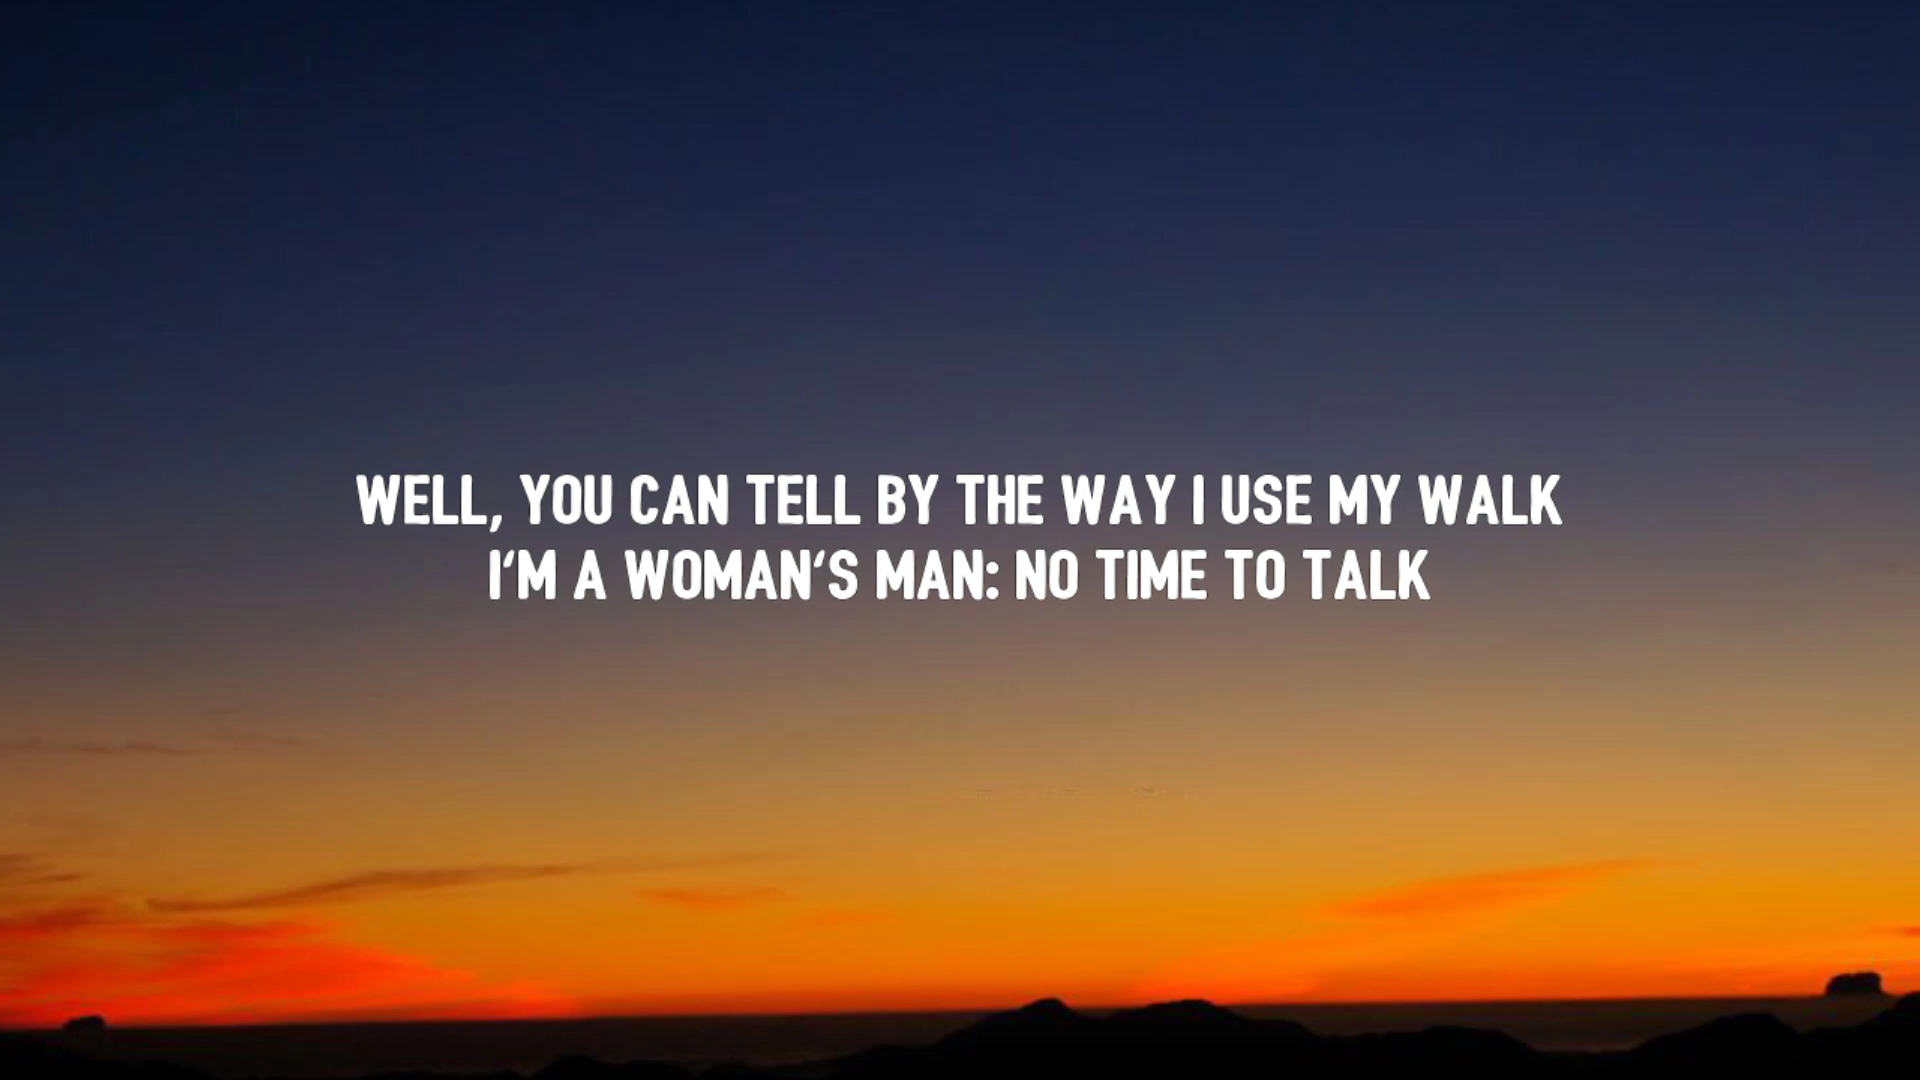 WELL, YOU CAN TELL BY THE WAY I USE MY WALK
I'M A WOMAN'S MAN: NO TIME TO TALK